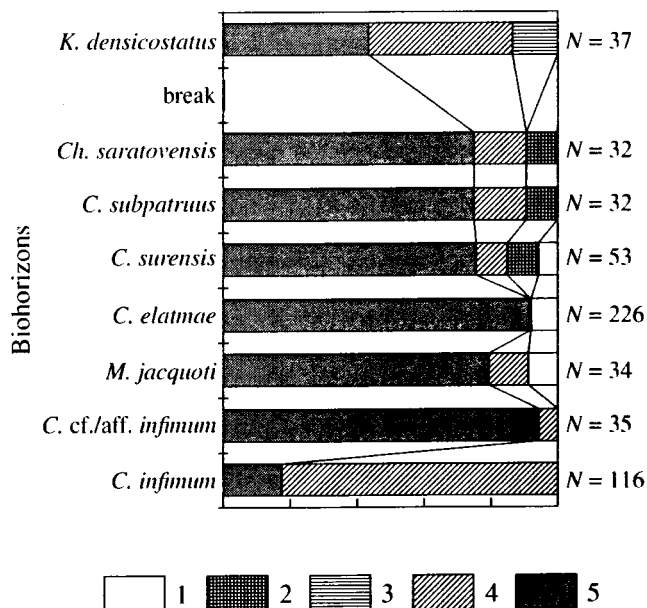 K. densicostatus N = 37
break
Ch. saratovensis N = 32
C. subpatruus N = 32
C. surensis N = 53
C. elatmae N = 226
M. jacquoti N = 34
C. cf./aff. infimum N = 35
C. infimum N = 116
Biohorizons
1 2 3 4 5